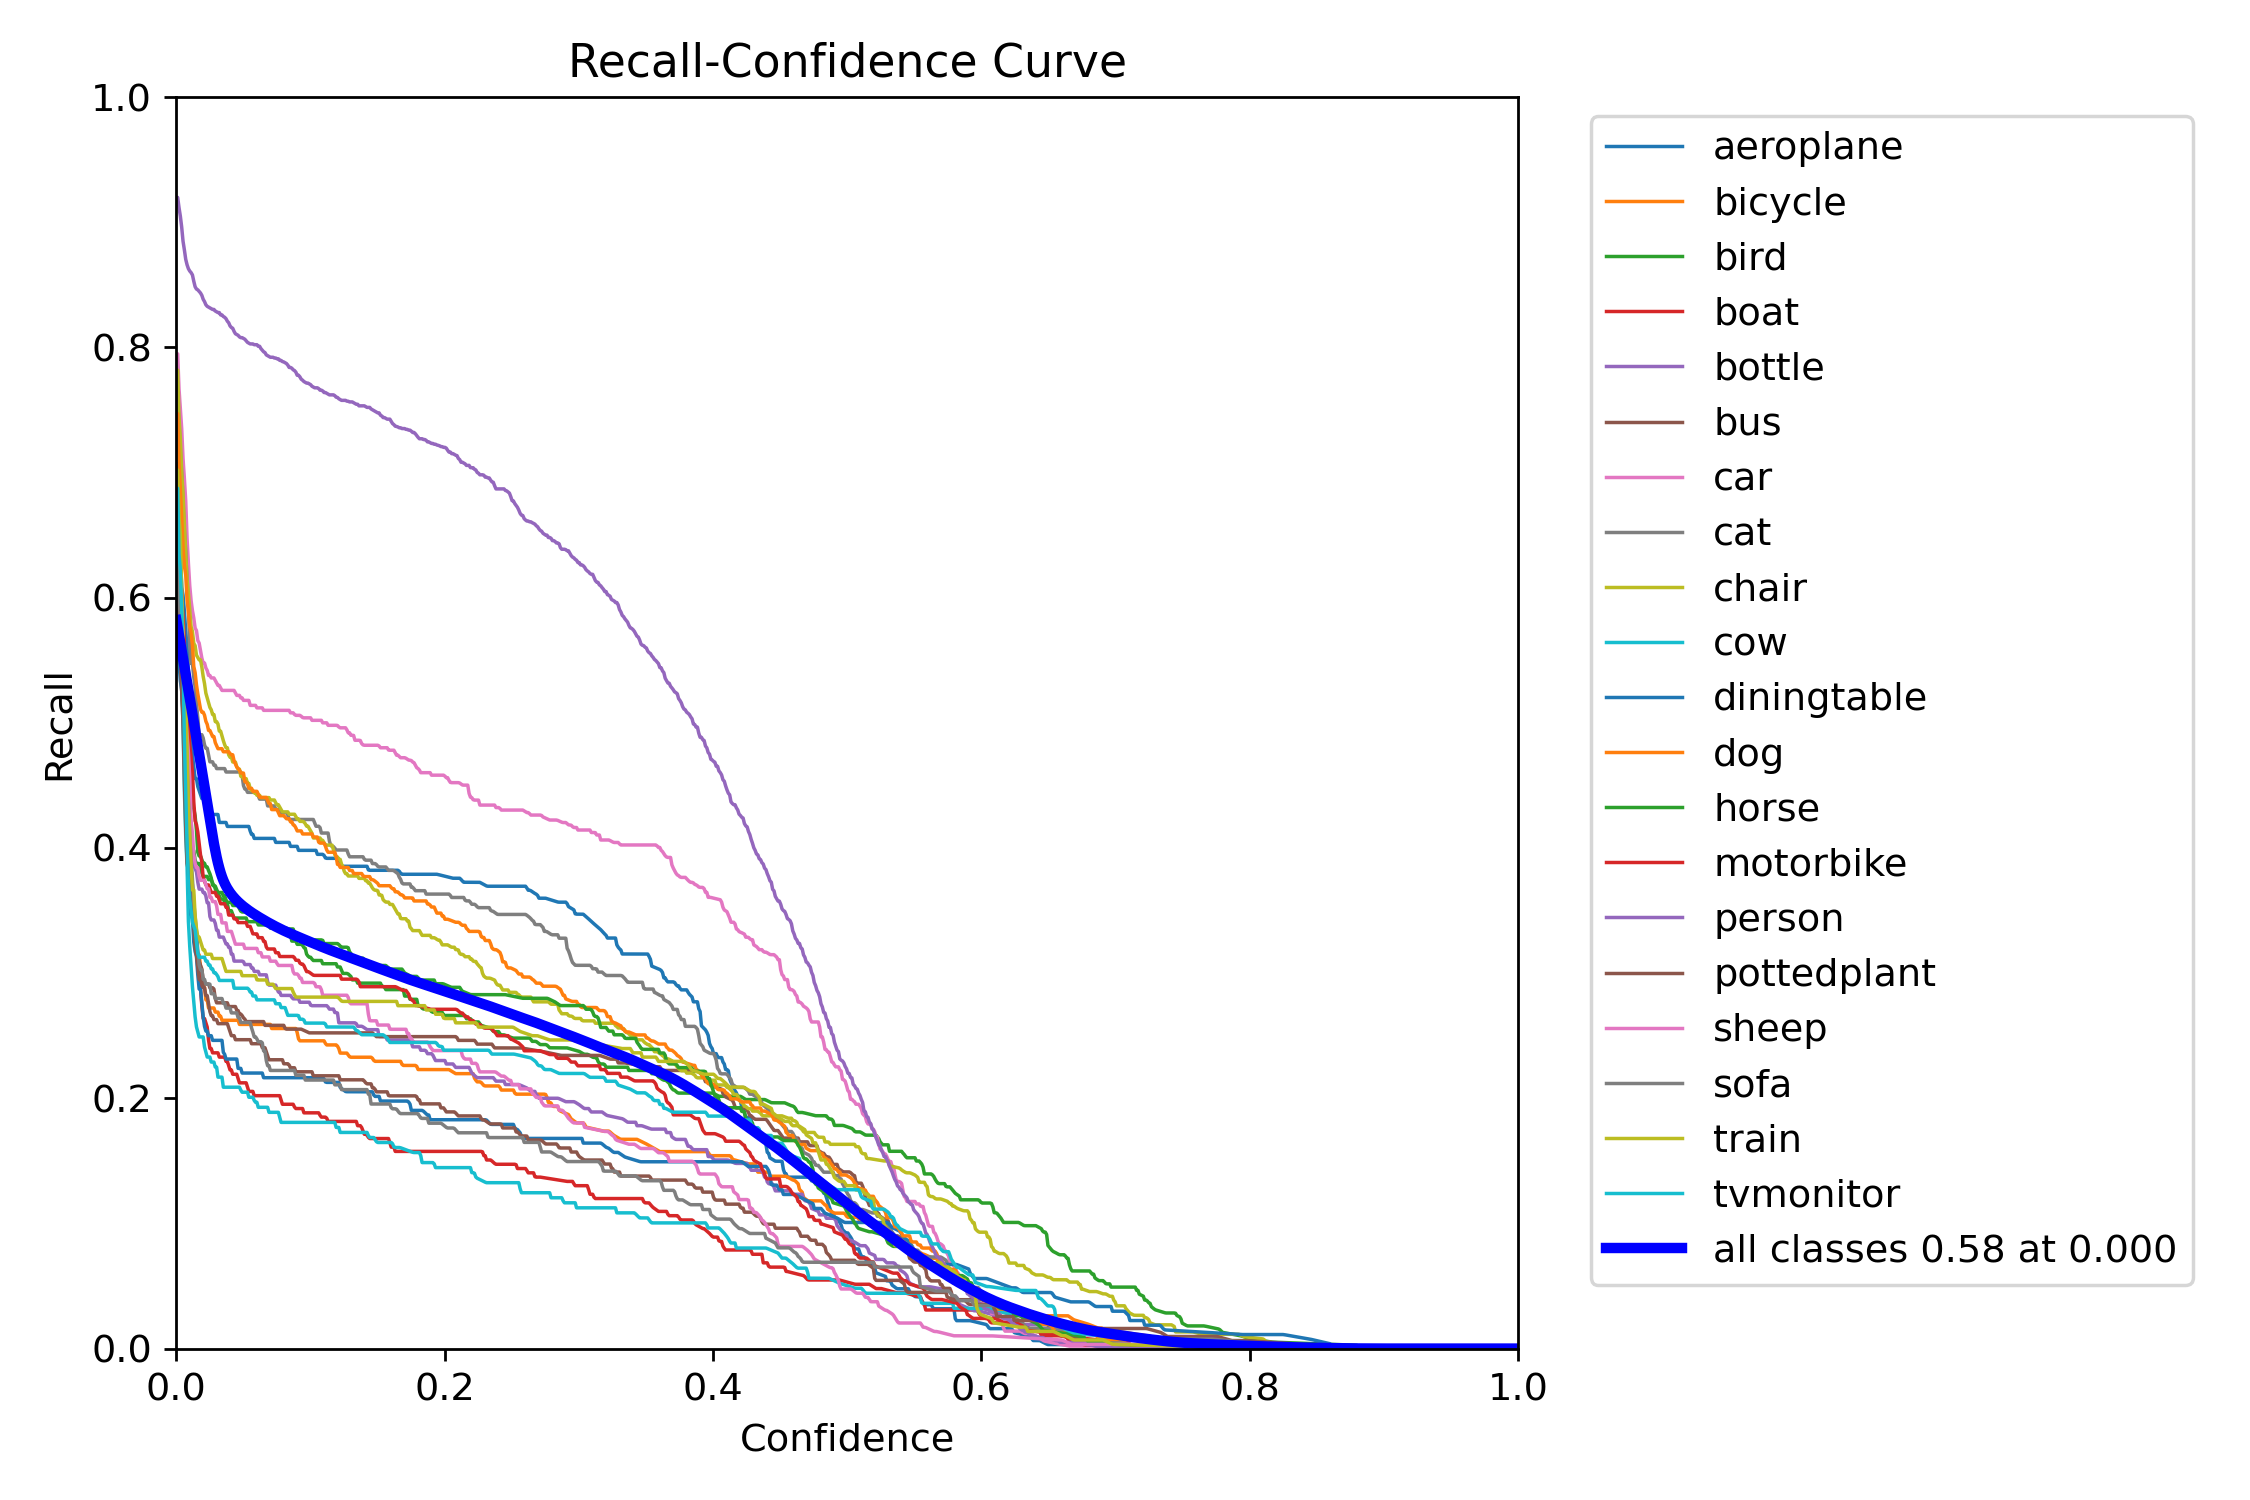 Recall-Confidence Curve
1.0
0.8
0.6
0.4
0.2
0.0
Recall
0.0 0.2 0.4 0.6 0.8 1.0
Confidence
aeroplane
bicycle
bird
boat
bottle
bus
car
cat
chair
cow
diningtable
dog
horse
motorbike
person
pottedplant
sheep
sofa
train
tvmonitor
all classes 0.58 at 0.000